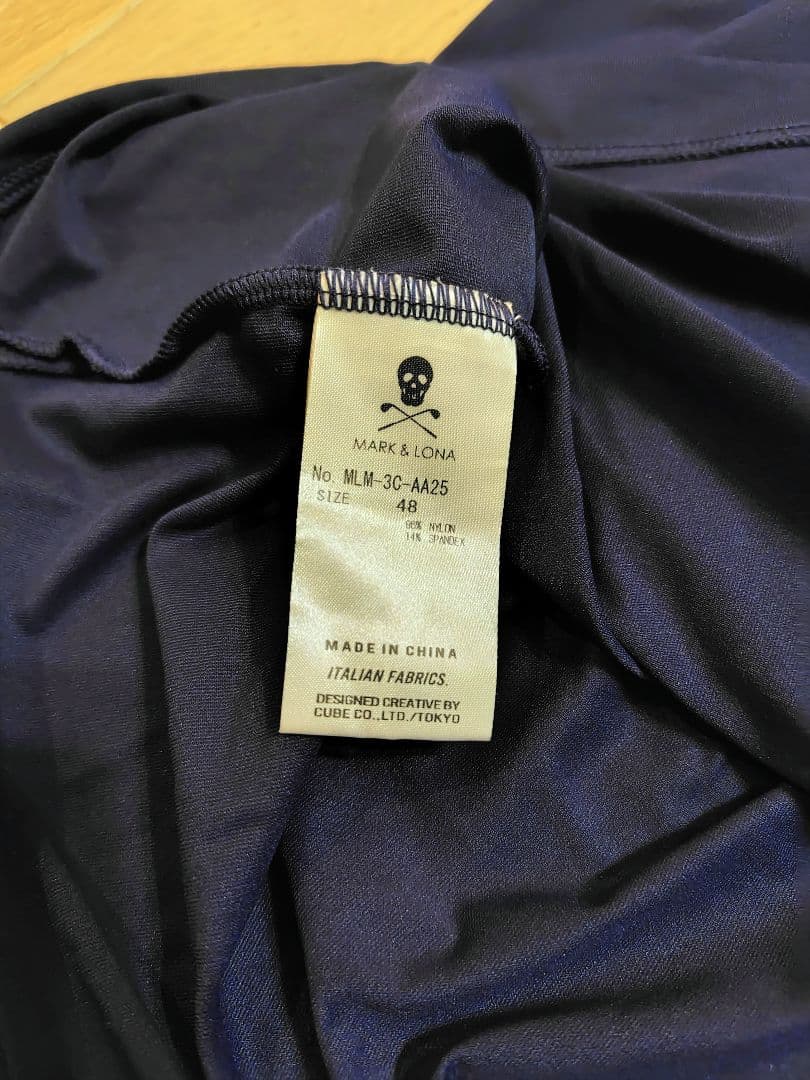 MARK & LONA
No. MLM-3C-AA25
SIZE 48
86% NYLON
14% SPANDEX
MADE IN CHINA
ITALIAN FABRICS.
DESIGNED CREATIVE BY
CUBE CO.,LTD./TOKYO